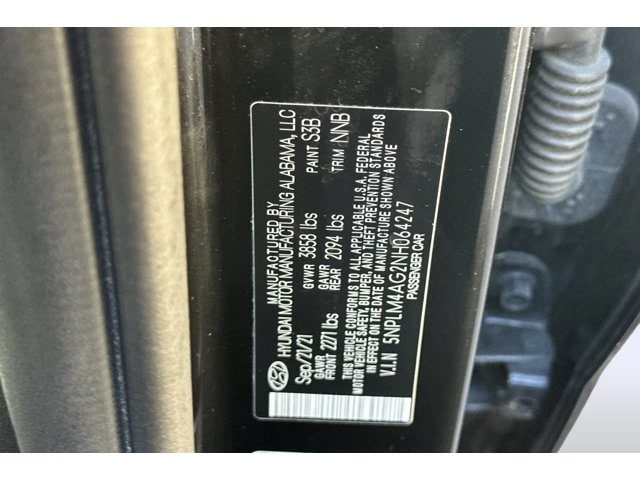 MANUFACTURED BY
HYUNDAI MOTOR MANUFACTURING ALABAMA, LLC
Sep/21/21 GVWR 3858 lbs PAINT S3B
GAWR FRONT 2271 lbs GAWR REAR 2094 lbs TRIM NNB
THIS VEHICLE CONFORMS TO ALL APPLICABLE U.S.A. FEDERAL
MOTOR VEHICLE SAFETY, BUMPER, AND THEFT PREVENTION STANDARDS
IN EFFECT ON THE DATE OF MANUFACTURE SHOWN ABOVE
V.I.N 5NPLM4AG2NH064247
PASSENGER CAR